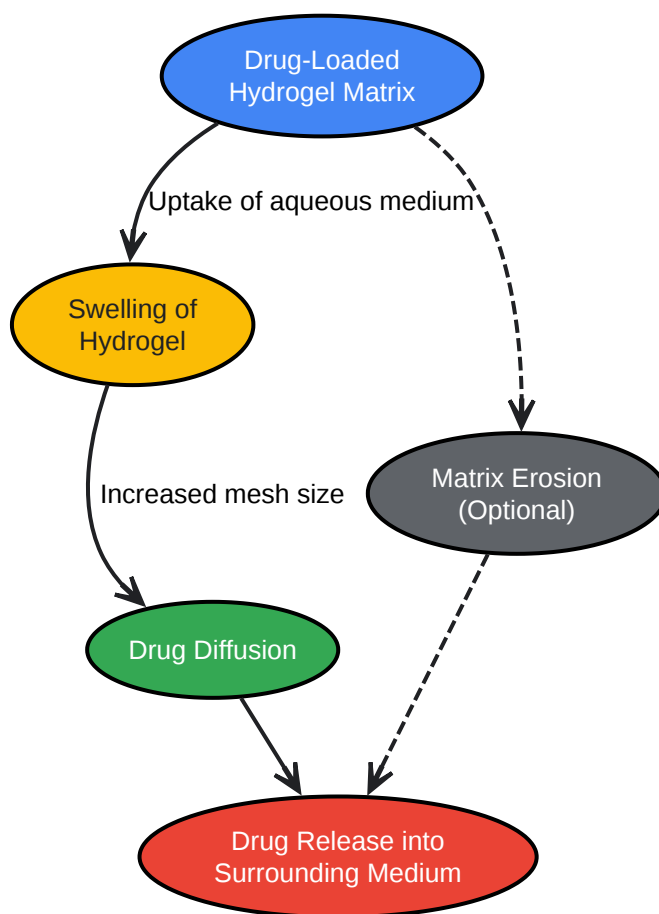 Drug-Loaded
Hydrogel Matrix
Uptake of aqueous medium
Swelling of
Hydrogel
Increased mesh size
Matrix Erosion
(Optional)
Drug Diffusion
Drug Release into
Surrounding Medium